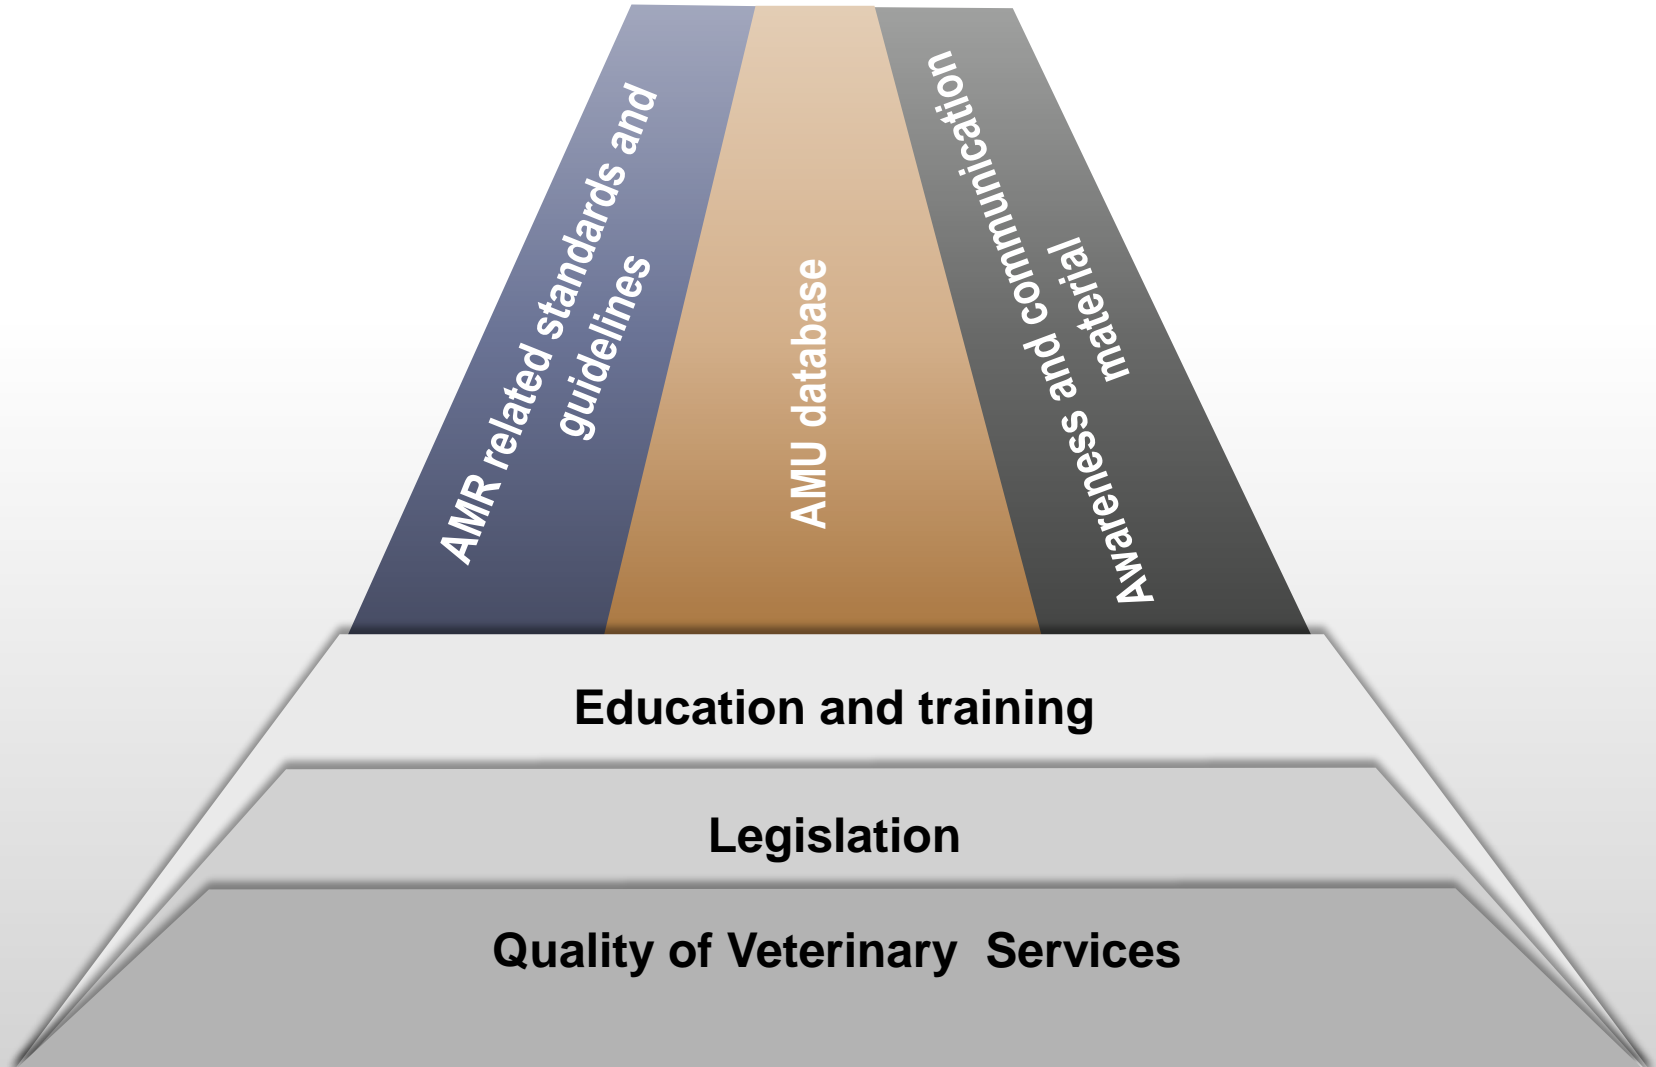 AMR related standards and
guidelines
AMU database
Awareness and communication
material
Education and training
Legislation
Quality of Veterinary  Services